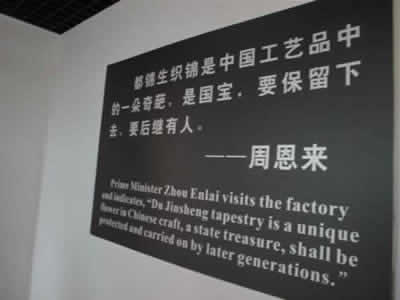 都锦生织锦是中国工艺品中
的一朵奇葩，是国宝，要保留下
去，要后继有人。
——周恩来
Prime Minister Zhou Enlai visits the factory
and indicates, "Du Jinsheng tapestry is a unique
flower in Chinese craft, a state treasure, shall be
protected and carried on by later generations."